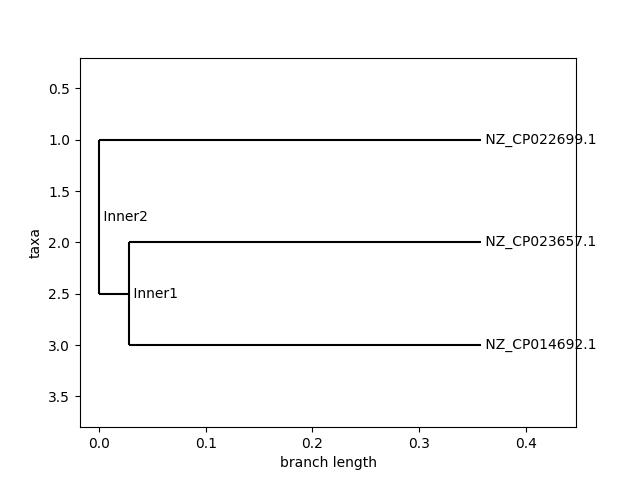 0.5
1.0
1.5
2.0
2.5
3.0
3.5
taxa
NZ_CP022699.1
Inner2
NZ_CP023657.1
Inner1
NZ_CP014692.1
0.0 0.1 0.2 0.3 0.4
branch length